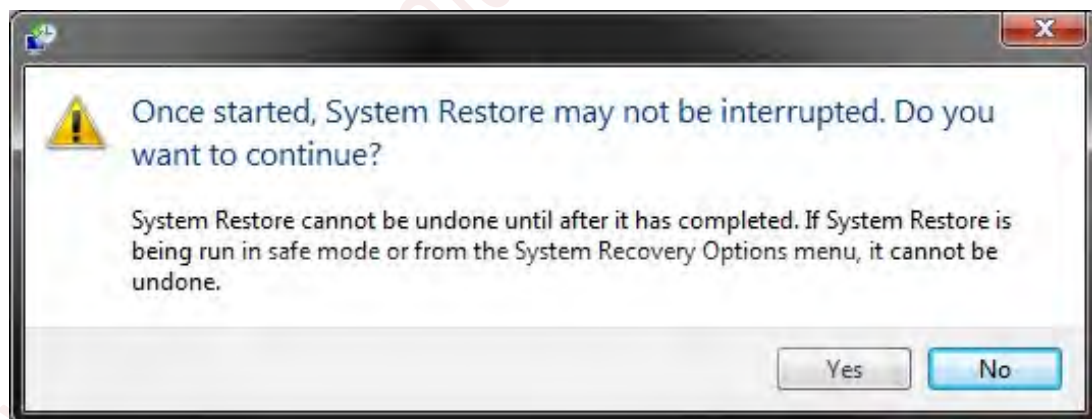 Once started, System Restore may not be interrupted. Do you
want to continue?
System Restore cannot be undone until after it has completed. If System Restore is
being run in safe mode or from the System Recovery Options menu, it cannot be
undone.
Yes No